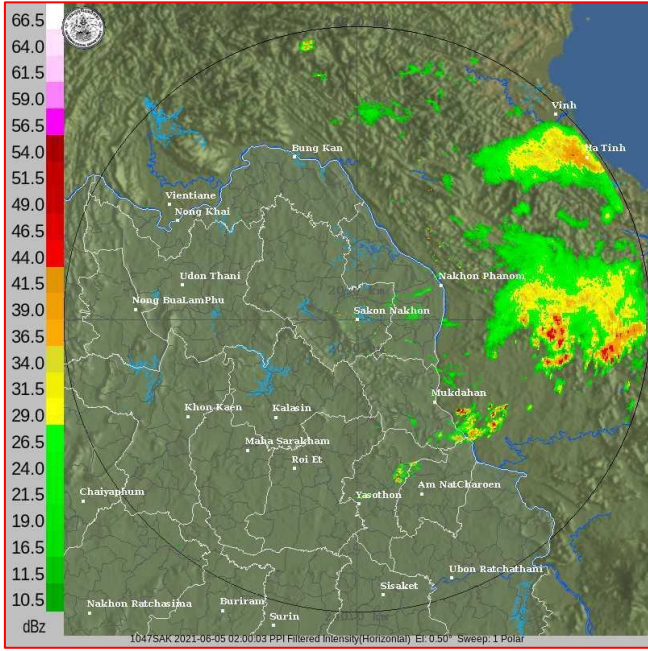 66.5
64.0
61.5
59.0
56.5
54.0
51.5
49.0
46.5
44.0
41.5
39.0
36.5
34.0
31.5
29.0
26.5
24.0
21.5
19.0
16.5
11.5
10.5
dBz
Vinh
Ha Tinh
Bung Kan
Vientiane
Nong Khai
Udon Thani
Nakhon Phanom
Nong BuaLamPhu
Sakon Nakhon
Mukdahan
Khon Kaen
Kalasin
Maha Sarakham
Roi Et
Am NatCharoen
Chaiyaphum
Yasothon
Ubon Ratchathani
Sisaket
Nakhon Ratchasima
Buriram
Surin
1047SAK 2021-06-05 02:00:03 PPI Filtered Intensity(Horizontal) El: 0.50° Sweep: 1 Polar